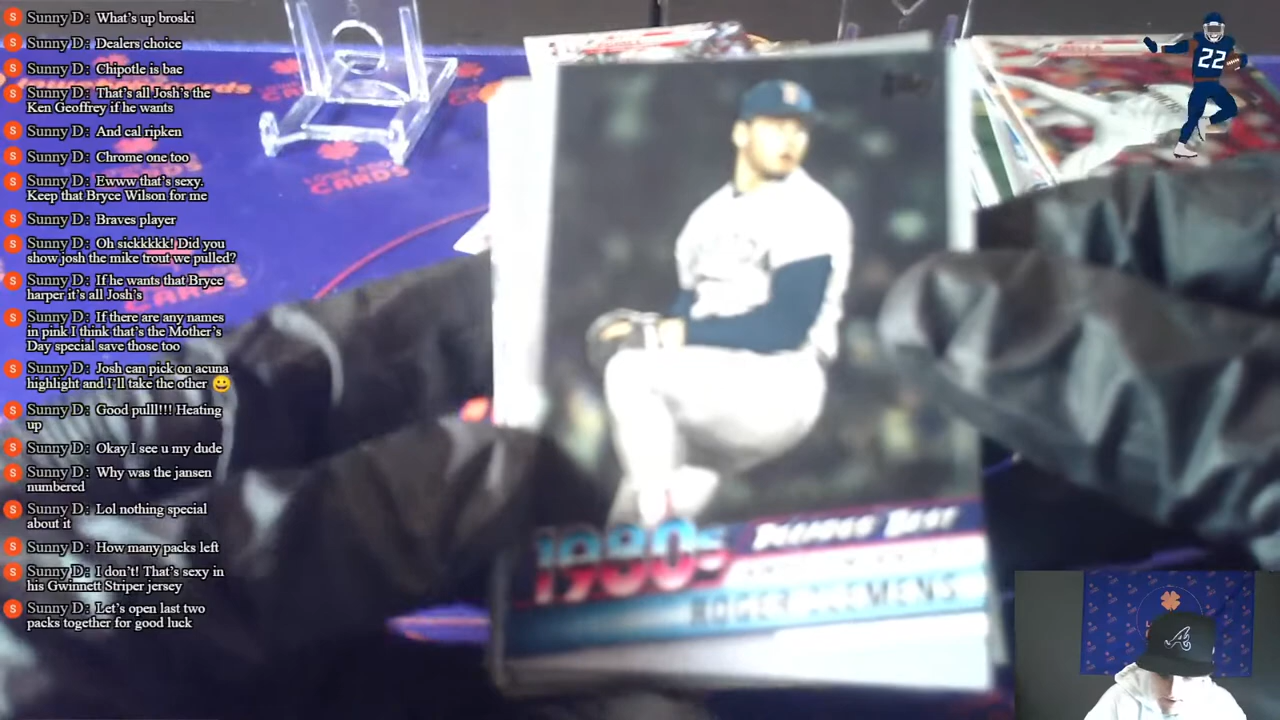 Sunny D: What's up broski
Sunny D: Dealers choice
Sunny D: Chipotle is bae
Sunny D: That's all Josh's the
Ken Geoffrey if he wants
Sunny D: And cal ripken
Sunny D: Chrome one too
Sunny D: Ewww that's sexy.
Keep that Bryce Wilson for me
Sunny D: Braves player
Sunny D: Oh sickkkkk! Did you
show josh the mike trout we pulled?
Sunny D: If he wants that Bryce
harper it's all Josh's
Sunny D: If there are any names
in pink I think that's the Mother's
Day special save those too
Sunny D: Josh can pick on acuna
highlight and I'll take the other 😀
Sunny D: Good pulll!!! Heating
up
Sunny D: Okay I see u my dude
Sunny D: Why was the jansen
numbered
Sunny D: Lol nothing special
about it
Sunny D: How many packs left
Sunny D: I don't! That's sexy in
his Gwinnett Striper jersey
Sunny D: Let's open last two
packs together for good luck
22
CARDS
1980s
Decades Best
ROGER CLEMENS
A